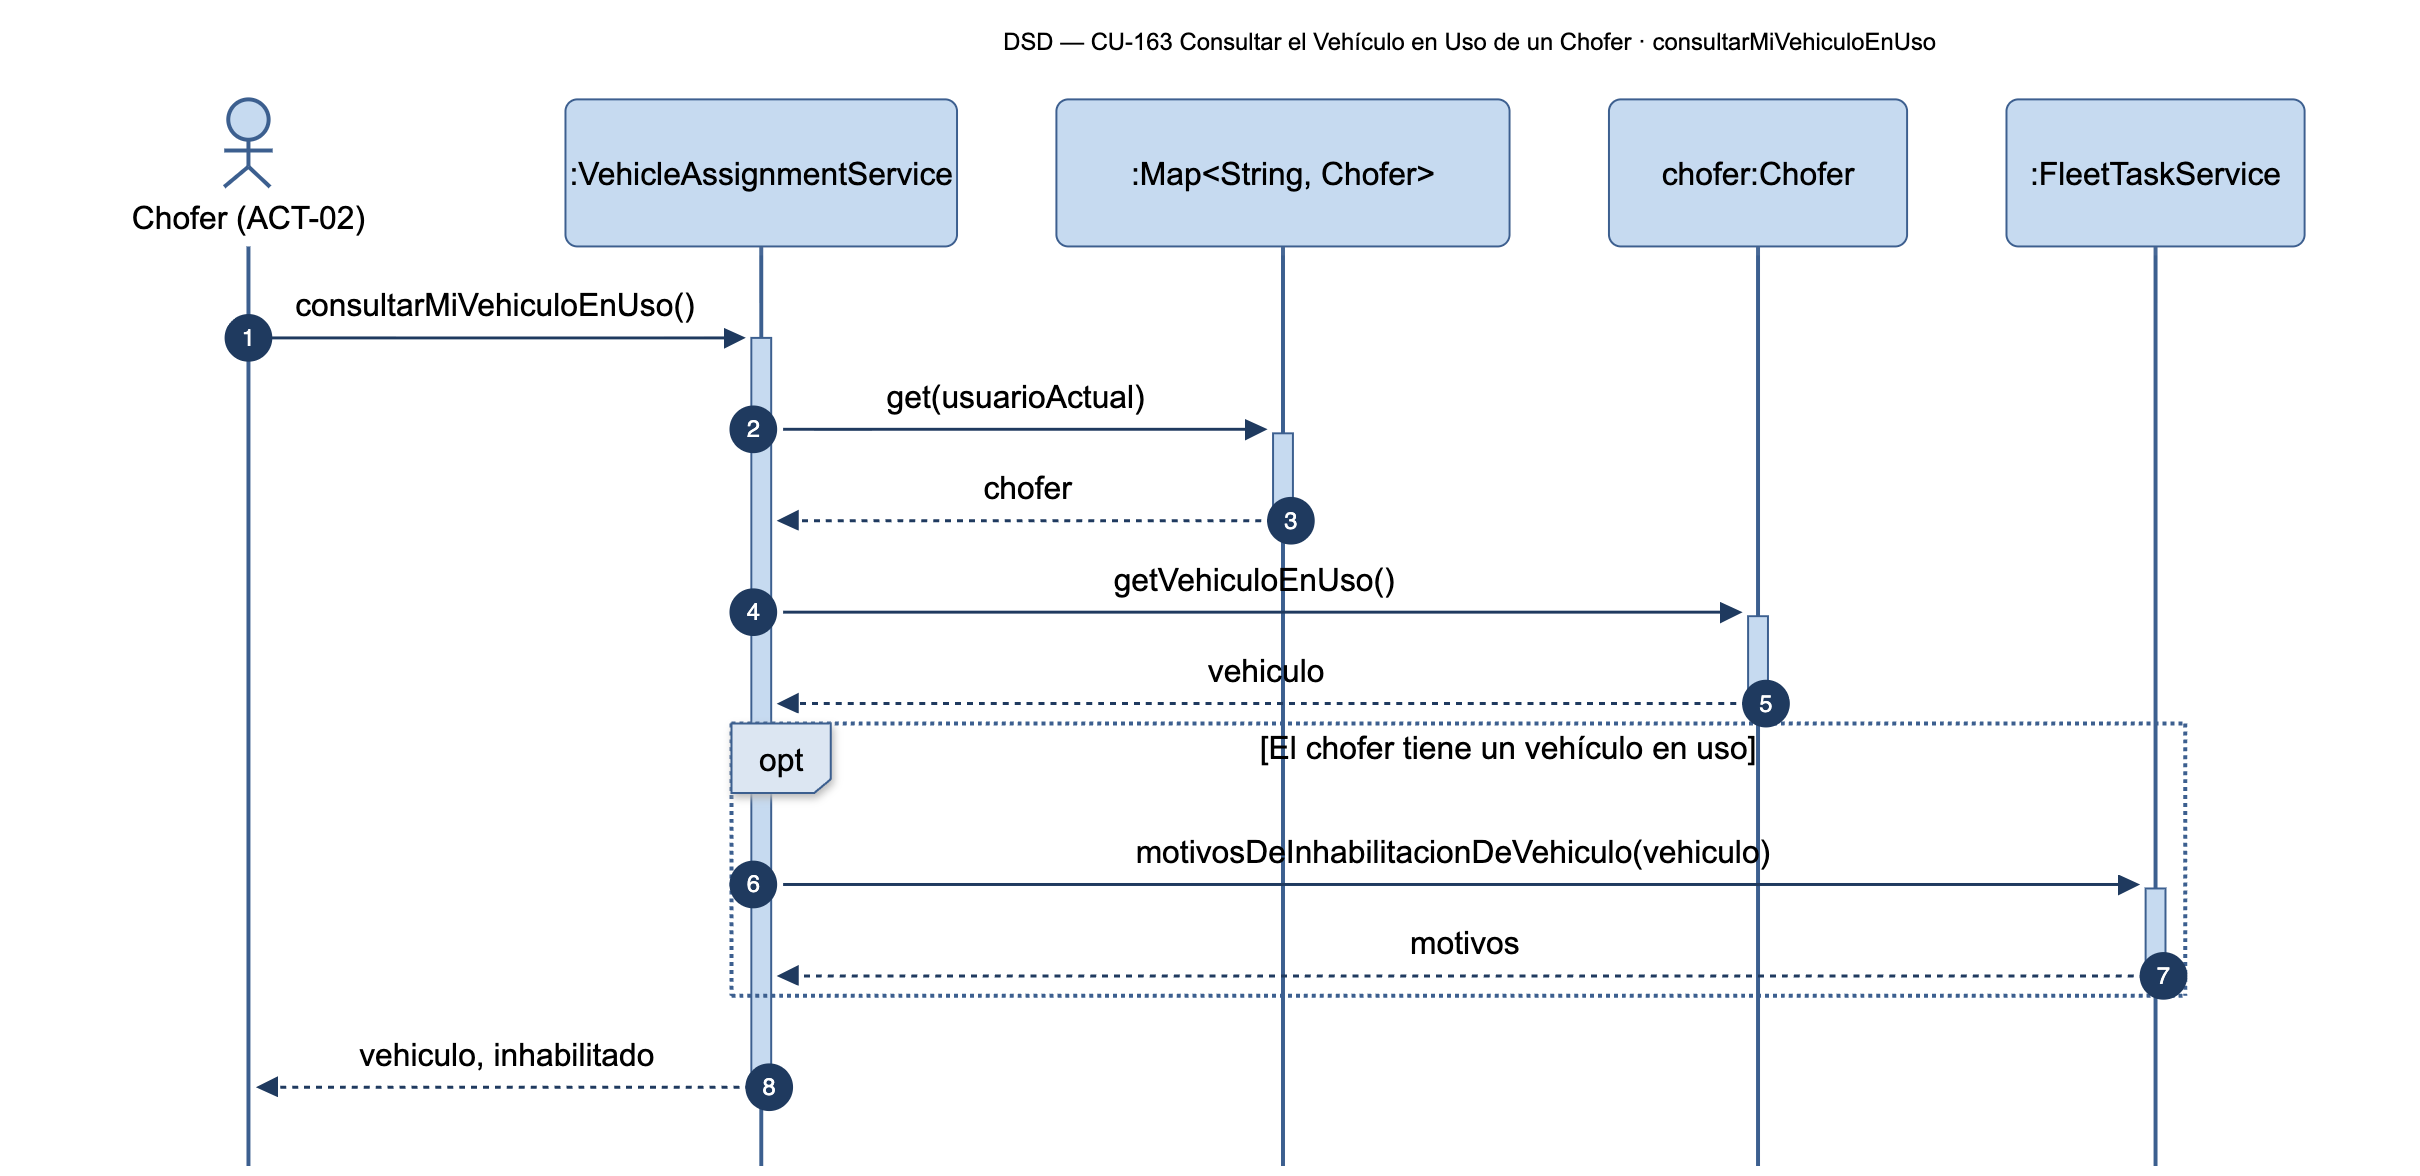 DSD — CU-163 Consultar el Vehículo en Uso de un Chofer · consultarMiVehiculoEnUso
Chofer (ACT-02)
:VehicleAssignmentService
:Map<String, Chofer>
chofer:Chofer
:FleetTaskService
consultarMiVehiculoEnUso()
1
get(usuarioActual)
2
chofer
3
getVehiculoEnUso()
4
vehiculo
5
opt
[El chofer tiene un vehículo en uso]
motivosDeInhabilitacionDeVehiculo(vehiculo)
6
motivos
7
vehiculo, inhabilitado
8